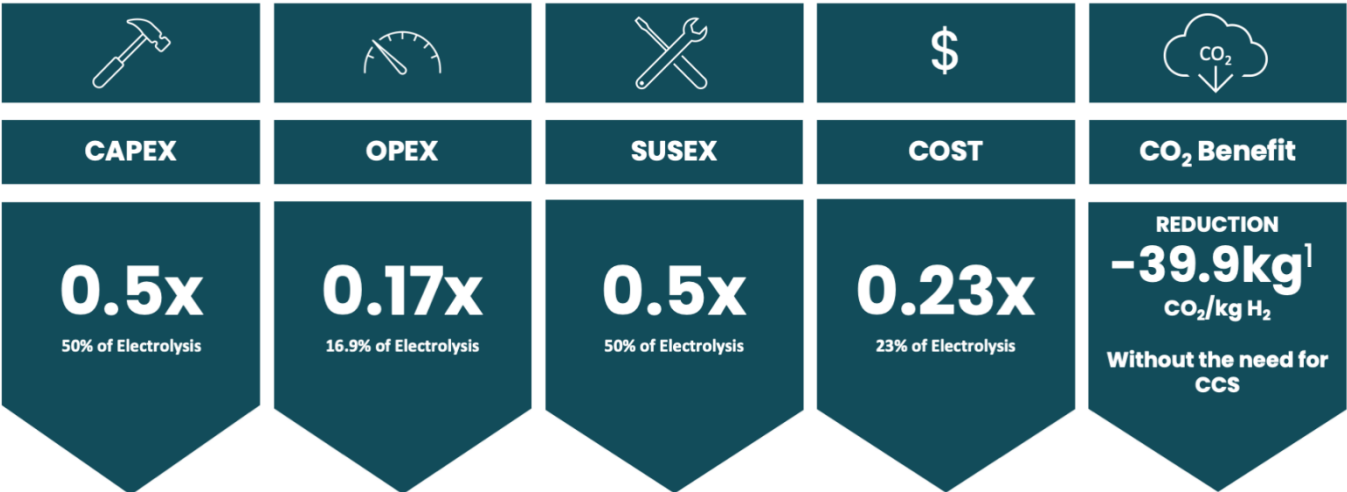 $
CO₂
CAPEX
OPEX
SUSEX
COST
CO₂ Benefit
0.5x
50% of Electrolysis
0.17x
16.9% of Electrolysis
0.5x
50% of Electrolysis
0.23x
23% of Electrolysis
REDUCTION
-39.9kg¹
CO₂/kg H₂
Without the need for
CCS